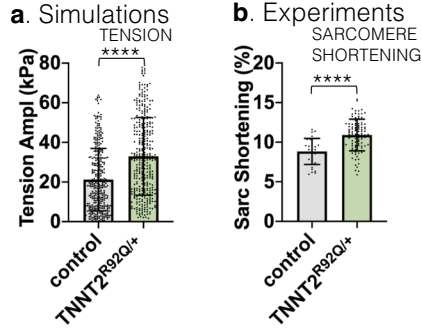 a. Simulations
TENSION
****
Tension Ampl (kPa)
80
60
40
20
0
control
TNNT2R92Q/+
b. Experiments
SARCOMERE
SHORTENING
****
Sarc Shortening (%)
20
15
10
5
0
control
TNNT2R92Q/+